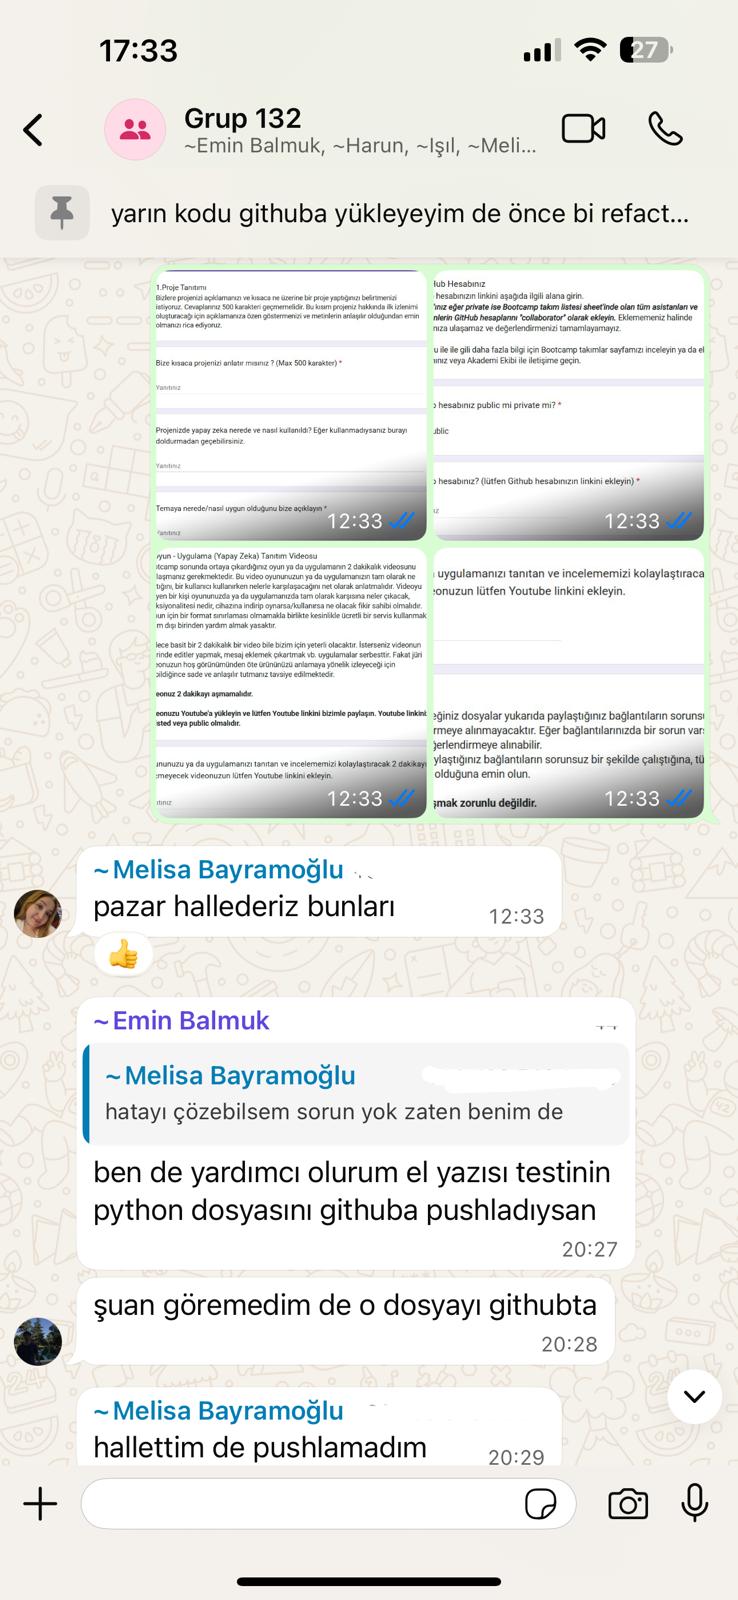 17:33
27
Grup 132
~Emin Balmuk, ~Harun, ~Işıl, ~Meli...
yarın kodu githuba yükleyeyim de önce bi refact...
1.Proje Tanıtımı
Bizlere projenizi açıklamanızı ve kısaca ne üzerine bir proje yaptığınızı belirtmenizi
istiyoruz. Cevaplarınız 500 karakteri geçmemelidir. Bu kısım projeniz hakkında ilk izlenimi
oluşturacağı için açıklamanıza özen göstermenizi ve metinlerin anlaşılır olduğundan emin
olmanızı rica ediyoruz.
Bize kısaca projenizi anlatır mısınız ? (Max 500 karakter) *
Yanıtınız
Projenizde yapay zeka nerede ve nasıl kullanıldı? Eğer kullanmadıysanız burayı
doldurmadan geçebilirsiniz.
Yanıtınız
Temaya nerede/nasıl uygun olduğunu bize açıklayın *
Yanıtınız
12:33
lub Hesabınız
hesabınızın linkini aşağıda ilgili alana girin.
ınız eğer private ise Bootcamp takım listesi sheet'inde olan tüm asistanları ve
nlerin GitHub hesaplarını "collaborator" olarak ekleyin. Eklememeniz halinde
nıza ulaşamaz ve değerlendirmenizi tamamlayamayız.
u ile ile gili daha fazla bilgi için Bootcamp takımlar sayfamızı inceleyin ya da el
ınız veya Akademi Ekibi ile iletişime geçin.
hesabınız public mi private mi? *
ublic
hesabınız? (lütfen Github hesabınızın linkini ekleyin) *
12:33
yun - Uygulama (Yapay Zeka) Tanıtım Videosu
tcamp sonunda ortaya çıkardığınız oyun ya da uygulamanın 2 dakikalık videosunu
laşmanız gerekmektedir. Bu video oyununuzun ya da uygulamanızın tam olarak ne
tığını, bir kullanıcı kullanırken nelerle karşılaşacağını net olarak anlatmalıdır. Videoyu
yen bir kişi oyununuzda ya da uygulamanızda tam olarak karşısına neler çıkacak,
ksiyonalitesi nedir, cihazına indirip oynarsa/kullanırsa ne olacak fikir sahibi olmalıdır.
un için bir format sınırlaması olmamakla birlikte kesinlikle ücretli bir servis kullanmak
m dışı birinden yardım almak yasaktır.
lece basit bir 2 dakikalık bir video bile bizim için yeterli olacaktır. İsterseniz videonun
rinde editler yapmak, mesaj eklemek çıkartmak vb. uygulamalar serbesttir. Fakat jüri
eonuzun hoş görünümünden öte ürününüzü anlamaya yönelik izleyeceği için
bildiğince sade ve anlaşılır tutmanız tavsiye edilmektedir.
eonuz 2 dakikayı aşmamalıdır.
eonuzu Youtube'a yükleyin ve lütfen Youtube linkini bizimle paylaşın. Youtube linkiniz
sted veya public olmalıdır.
ununuzu ya da uygulamanızı tanıtan ve incelememizi kolaylaştıracak 2 dakikayı
meyecek videonuzun lütfen Youtube linkini ekleyin.
ıtınız
12:33
uygulamanızı tanıtan ve incelememizi kolaylaştıraca
eonuzun lütfen Youtube linkini ekleyin.
eğiniz dosyalar yukarıda paylaştığınız bağlantıların sorunsu
rmeye alınmayacaktır. Eğer bağlantılarınızda bir sorun vars
ğerlendirmeye alınabilir.
ylaştığınız bağlantıların sorunsuz bir şekilde çalıştığına, tü
olduğuna emin olun.
şmak zorunlu değildir.
12:33
~Melisa Bayramoğlu
pazar hallederiz bunları
12:33
~Emin Balmuk
~Melisa Bayramoğlu
hatayı çözebilsem sorun yok zaten benim de
ben de yardımcı olurum el yazısı testinin
python dosyasını githuba pushladıysan
20:27
şuan göremedim de o dosyayı githubta
20:28
~Melisa Bayramoğlu
hallettim de pushlamadım
20:29